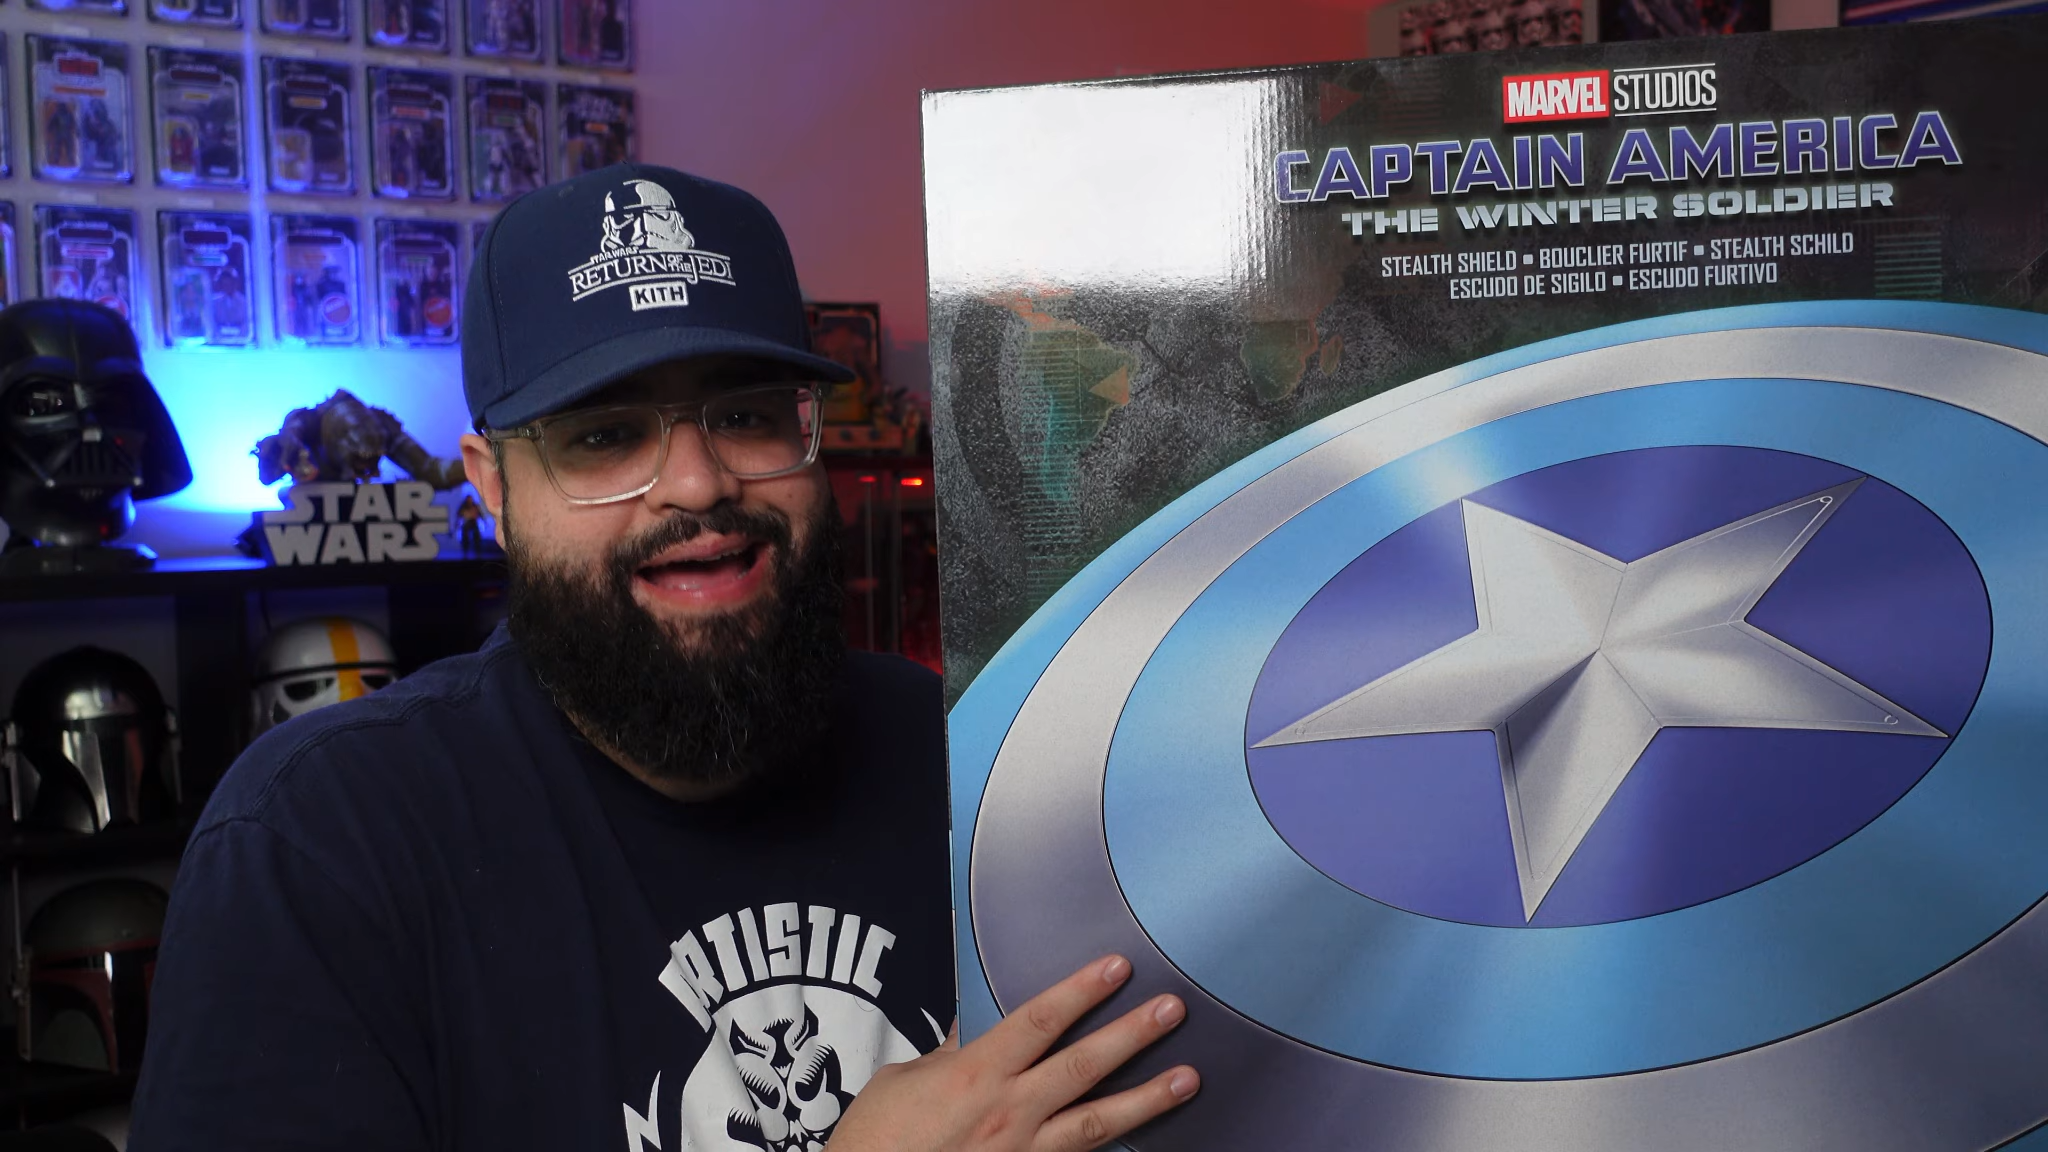 STAR WARS
RETURN OF THE JEDI
KITH
STAR
WARS
ARTISTIC
MARVEL STUDIOS
CAPTAIN AMERICA
THE WINTER SOLDIER
STEALTH SHIELD • BOUCLIER FURTIF • STEALTH SCHILD
ESCUDO DE SIGILO • ESCUDO FURTIVO